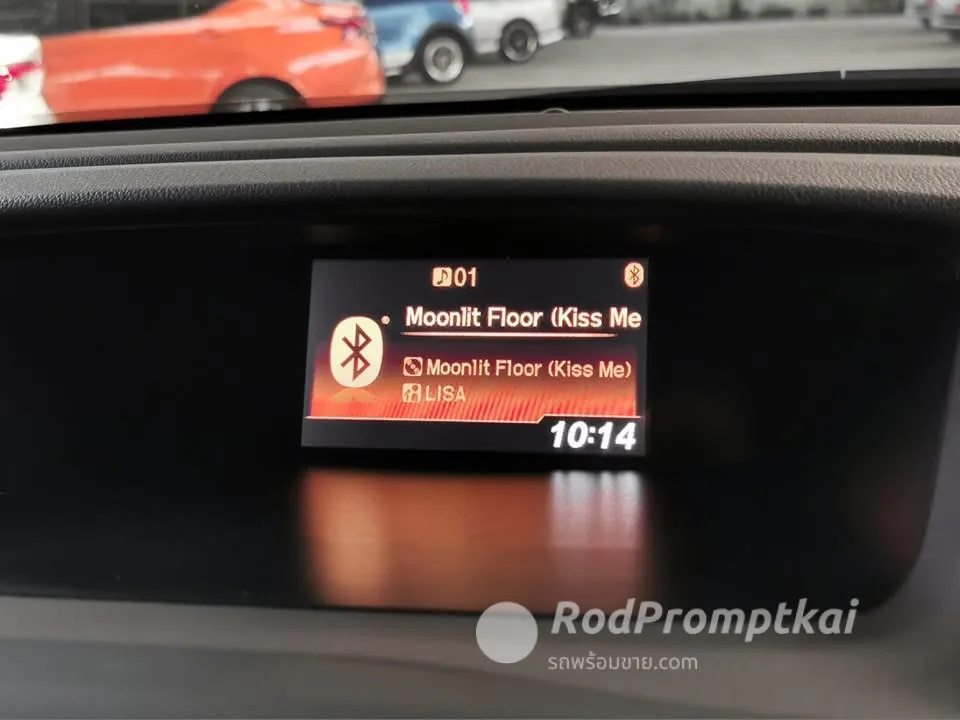 01
Moonlit Floor (Kiss Me
Moonlit Floor (Kiss Me)
LISA
10:14
RodPromptkai
รถพร้อมขาย.com